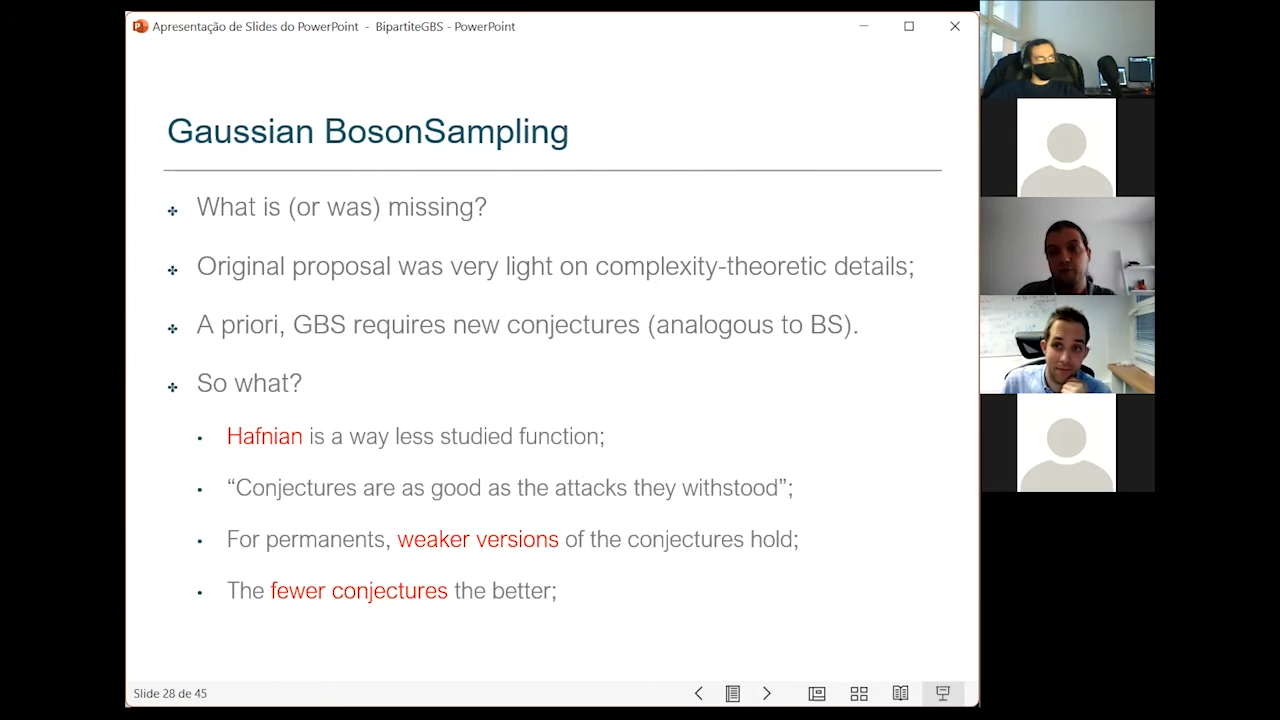 Apresentação de Slides do PowerPoint - BipartiteGBS - PowerPoint
Gaussian BosonSampling
What is (or was) missing?
Original proposal was very light on complexity-theoretic details;
A priori, GBS requires new conjectures (analogous to BS).
So what?
Hafnian is a way less studied function;
“Conjectures are as good as the attacks they withstood”;
For permanents, weaker versions of the conjectures hold;
The fewer conjectures the better;
Slide 28 de 45